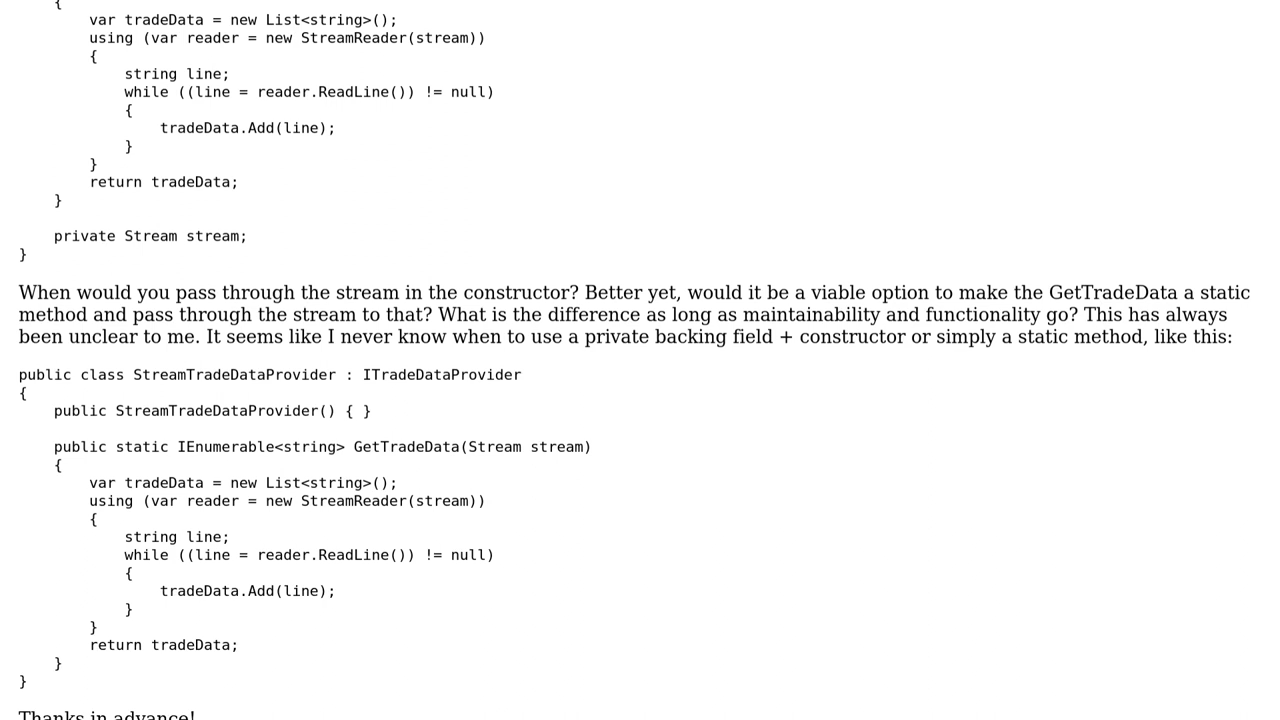 {
var tradeData = new List<string>();
using (var reader = new StreamReader(stream))
{
string line;
while ((line = reader.ReadLine()) != null)
{
tradeData.Add(line);
}
}
return tradeData;
}
private Stream stream;
}
When would you pass through the stream in the constructor? Better yet, would it be a viable option to make the GetTradeData a static
method and pass through the stream to that? What is the difference as long as maintainability and functionality go? This has always
been unclear to me. It seems like I never know when to use a private backing field + constructor or simply a static method, like this:
public class StreamTradeDataProvider : ITradeDataProvider
{
public StreamTradeDataProvider() { }
public static IEnumerable<string> GetTradeData(Stream stream)
{
var tradeData = new List<string>();
using (var reader = new StreamReader(stream))
{
string line;
while ((line = reader.ReadLine()) != null)
{
tradeData.Add(line);
}
}
return tradeData;
}
}
Thanks in advance!